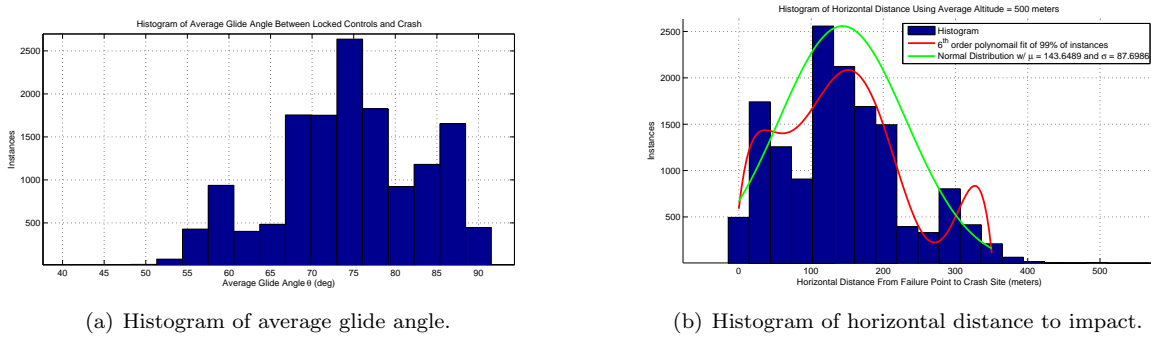 Histogram of Average Glide Angle Between Locked Controls and Crash
2500
2000
1500
1000
500
Instances
40 45 50 55 60 65 70 75 80 85 90
Average Glide Angle θ (deg)
(a) Histogram of average glide angle.
Histogram of Horizontal Distance Using Average Altitude = 500 meters
Histogram
6th order polynomail fit of 99% of instances
Normal Distribution w/ μ = 143.6489 and σ = 87.6986
2500
2000
1500
1000
500
Instances
0 100 200 300 400 500
Horizontal Distance From Failure Point to Crash Site (meters)
(b) Histogram of horizontal distance to impact.